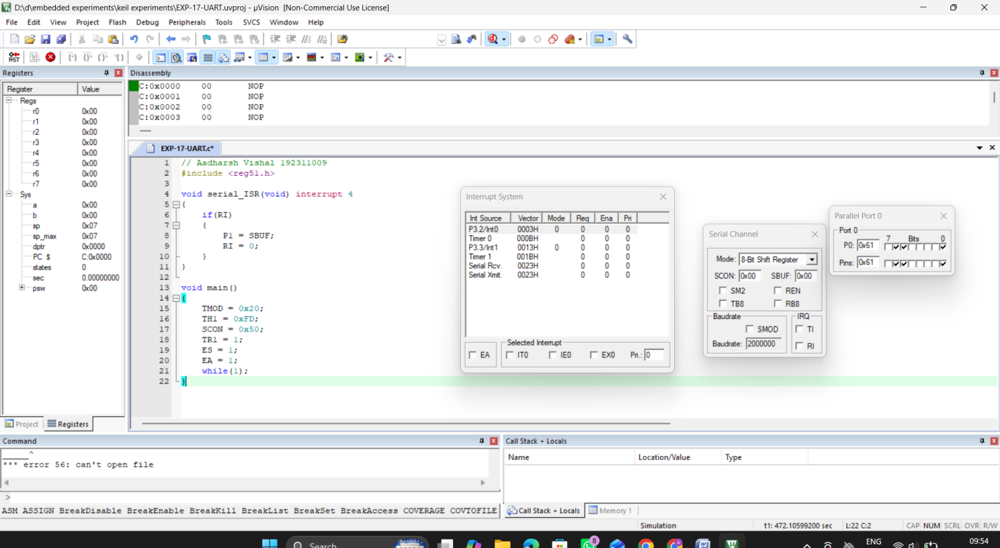 D:\d\embedded experiments\keil experiments\EXP-17-UART.uvproj - µVision [Non-Commercial Use License]
File Edit View Project Flash Debug Peripherals Tools SVCS Window Help
RST
Registers
Register Value
Regs
r0 0x00
r1 0x00
r2 0x00
r3 0x00
r4 0x00
r5 0x00
r6 0x00
r7 0x00
Sys
a 0x00
b 0x00
sp 0x07
sp_max 0x07
dptr 0x0000
PC $ C:0x0000
states 0
sec 0.00000000
psw 0x00
Project Registers
Disassembly
C:0x0000 00 NOP
C:0x0001 00 NOP
C:0x0002 00 NOP
C:0x0003 00 NOP
EXP-17-UART.c*
1 // Aadharsh Vishal 192311009
2 #include <reg51.h>
3
4 void serial_ISR(void) interrupt 4
5 {
6 if(RI)
7 {
8 P1 = SBUF;
9 RI = 0;
10 }
11 }
12
13 void main()
14 {
15 TMOD = 0x20;
16 TH1 = 0xFD;
17 SCON = 0x50;
18 TR1 = 1;
19 ES = 1;
20 EA = 1;
21 while(1);
22 }
Interrupt System
Int Source Vector Mode Req Ena Pri
P3.2/Int0 0003H 0 0 0 0
Timer 0 000BH 0 0 0
P3.3/Int1 0013H 0 0 0 0
Timer 1 001BH 0 0 0
Serial Rcv. 0023H 0 0 0
Serial Xmit. 0023H 0 0 0
Selected Interrupt
EA IT0 IE0 EX0 Pri.: 0
Serial Channel
Mode: 8-Bit Shift Register
SCON: 0x00 SBUF: 0x00
SM2 REN
TB8 RB8
Baudrate IRQ
SMOD TI
Baudrate: 2000000 RI
Parallel Port 0
Port 0
7 Bits 0
P0: 0x61
Pins: 0x61
Command
^
*** error 56: can't open file
>
ASM ASSIGN BreakDisable BreakEnable BreakKill BreakList BreakSet BreakAccess COVERAGE COVTOFILE
Call Stack + Locals
Name Location/Value Type
Call Stack + Locals Memory 1
Simulation t1: 472.10599200 sec L:22 C:2 CAP NUM SCRL OVR R/W
Search 8 ENG 09:54